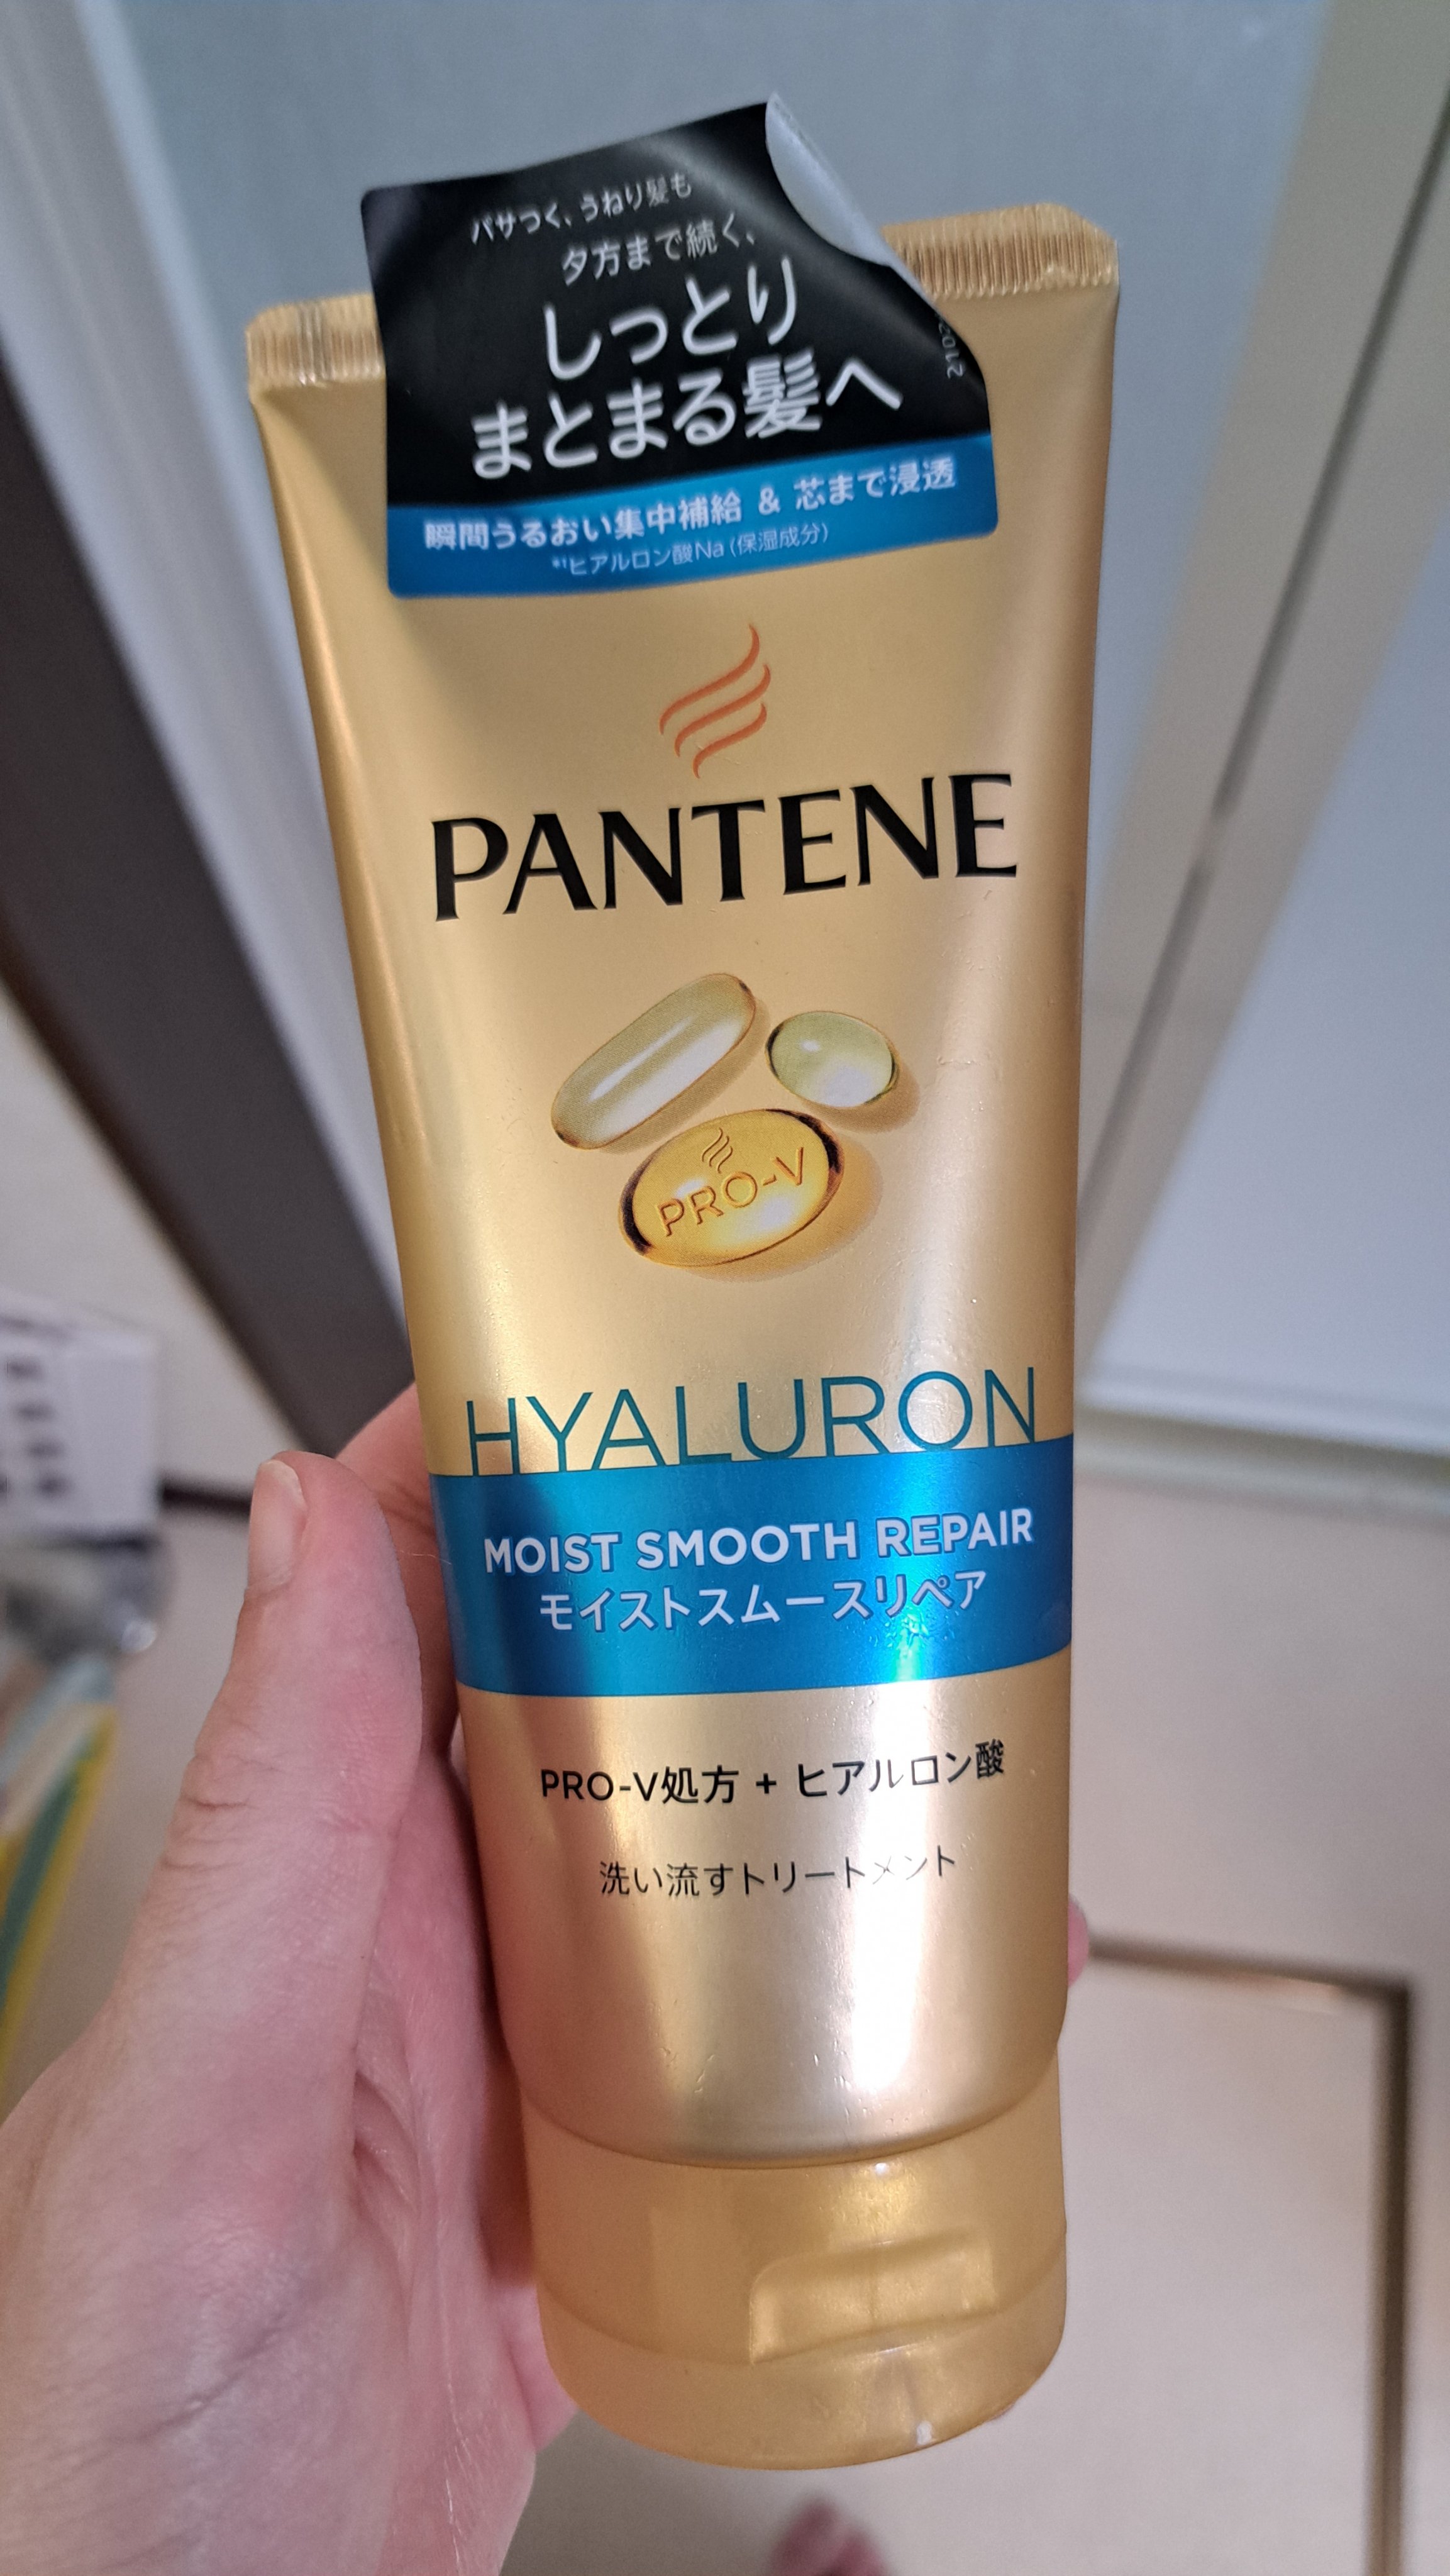 パサつく、うねり髪も
夕方まで続く、
しっとり
まとまる髪へ
瞬間うるおい集中補給 & 芯まで浸透
*¹ヒアルロン酸Na (保湿成分)
PANTENE
PRO-V
HYALURON
MOIST SMOOTH REPAIR
モイストスムースリペア
PRO-V処方 + ヒアルロン酸
洗い流すトリートメント